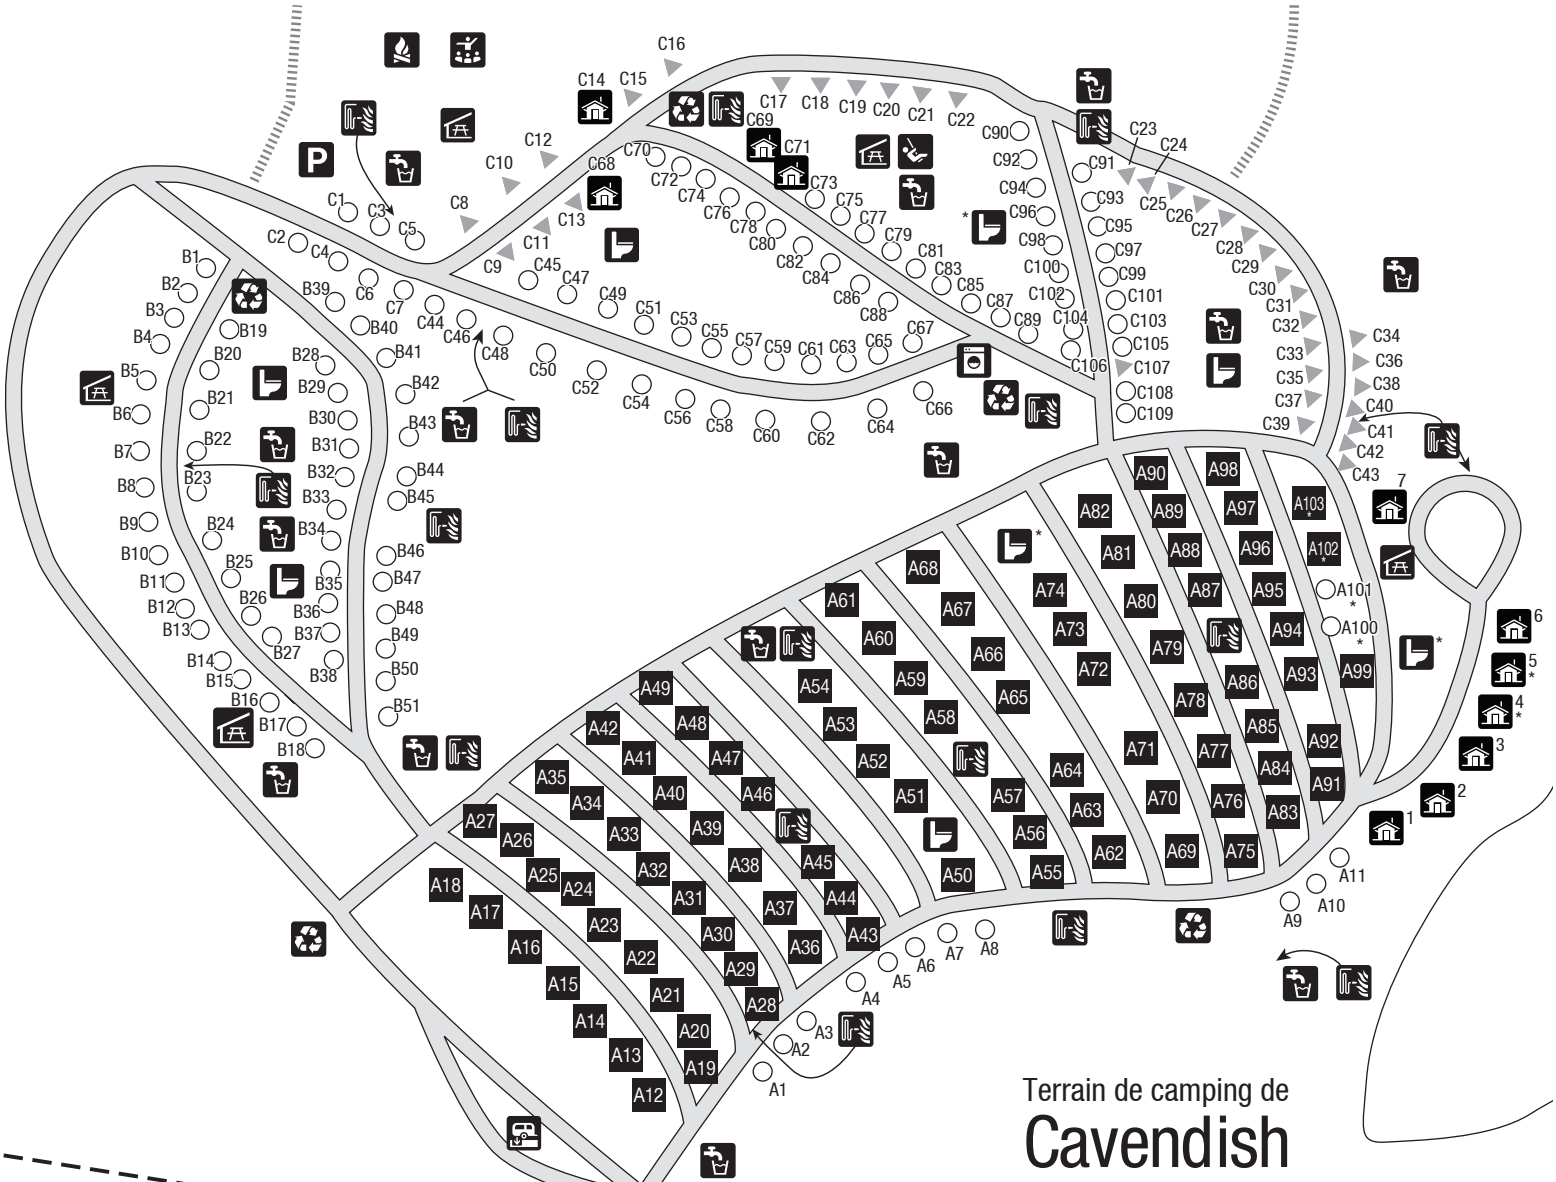 C16
C14
C15
C17
C18
C19
C20
C21
C22
C69
C71
C70
C90
C23
C24
C12
C10
C68
C72
C73
C92
C91
P
C8
C13
C74
C75
C94
C93
C25
C1
C3
C5
C11
C76
C77
*
C96
C95
C26
C2
C4
C9
C78
C79
C98
C97
C27
B1
C6
C45
C80
C81
C100
C99
C28
B2
B39
C7
C47
C82
C83
C102
C101
C29
B3
B19
B40
C44
C49
C84
C85
C104
C103
C30
B4
B20
B28
B41
C46
C51
C86
C87
C106
C105
C31
B5
B21
B29
B42
C48
C53
C88
C89
C107
C32
C34
B6
B22
B30
B43
C50
C55
C67
C108
C33
C36
B7
B23
B31
B44
C52
C57
C65
C109
C35
C38
B8
B24
B32
B45
C54
C59
C63
C61
C66
C37
C40
B9
B25
B33
B46
C56
C58
C60
C62
C64
C39
C41
B10
B26
B34
B47
C42
B11
B27
B35
B48
C43
B12
B36
B49
B13
B37
B50
B14
B38
B51
B15
B16
B17
B18
A90
A98
A103
*
7
A82
A89
A97
A102
*
*
A81
A88
A96
A101
*
A68
A74
A80
A87
A95
A100
*
6
A61
A67
A73
A79
A94
A99
*
5
*
A60
A66
A72
A86
A93
4
*
A49
A54
A59
A65
A78
A85
A92
3
A42
A48
A53
A58
A71
A77
A84
A91
2
A35
A41
A47
A52
A57
A64
A70
A76
A83
1
A27
A34
A40
A46
A51
A56
A63
A69
A75
A26
A33
A39
A45
A50
A55
A62
A11
A18
A25
A24
A32
A38
A44
A10
A17
A23
A31
A37
A43
A9
A16
A22
A30
A36
A8
A15
A21
A29
A7
A14
A20
A28
A6
A13
A19
A5
A12
A4
A3
A2
A1
Terrain de camping de
Cavendish